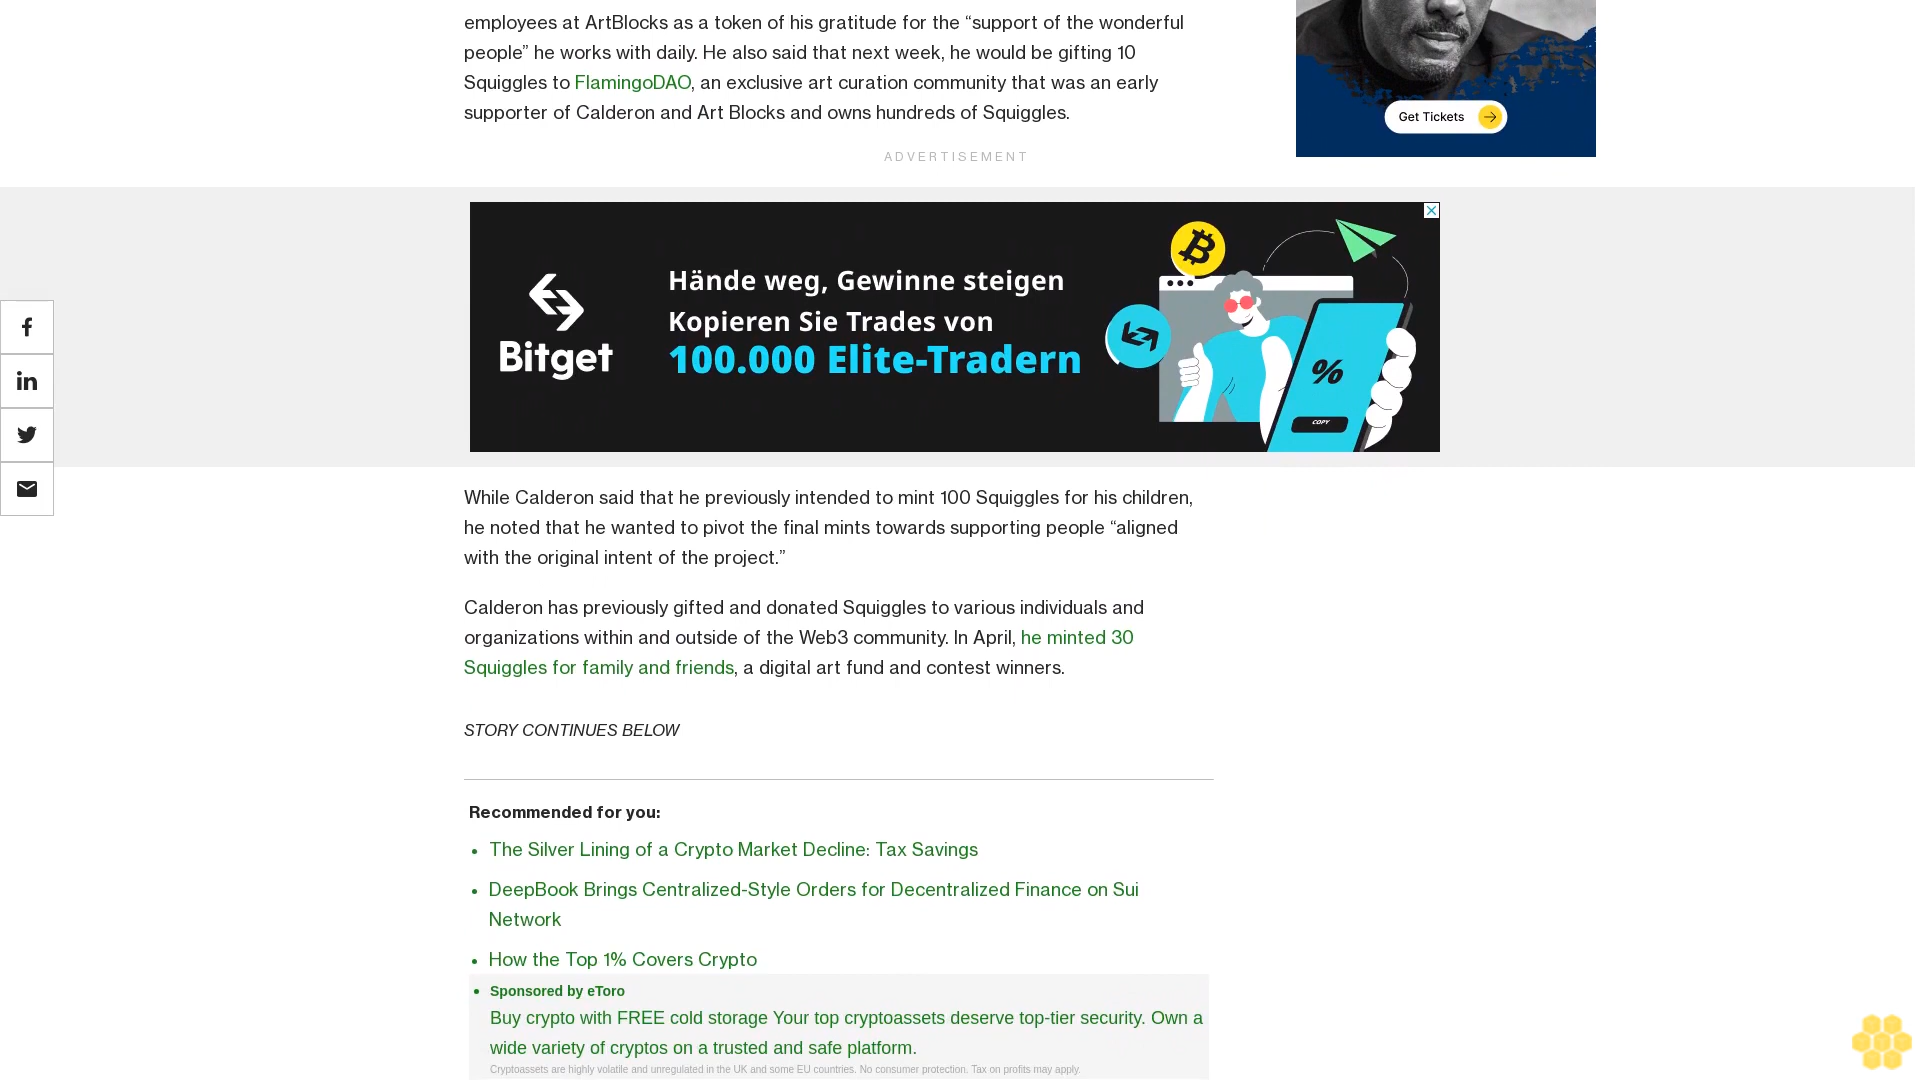 employees at ArtBlocks as a token of his gratitude for the “support of the wonderful
people” he works with daily. He also said that next week, he would be gifting 10
Squiggles to FlamingoDAO, an exclusive art curation community that was an early
supporter of Calderon and Art Blocks and owns hundreds of Squiggles.
Get Tickets
ADVERTISEMENT
Bitget
Hände weg, Gewinne steigen
Kopieren Sie Trades von
100.000 Elite-Tradern
%
COPY
While Calderon said that he previously intended to mint 100 Squiggles for his children,
he noted that he wanted to pivot the final mints towards supporting people “aligned
with the original intent of the project.”
Calderon has previously gifted and donated Squiggles to various individuals and
organizations within and outside of the Web3 community. In April, he minted 30
Squiggles for family and friends, a digital art fund and contest winners.
STORY CONTINUES BELOW
Recommended for you:
• The Silver Lining of a Crypto Market Decline: Tax Savings
• DeepBook Brings Centralized-Style Orders for Decentralized Finance on Sui
Network
• How the Top 1% Covers Crypto
• Sponsored by eToro
Buy crypto with FREE cold storage Your top cryptoassets deserve top-tier security. Own a
wide variety of cryptos on a trusted and safe platform.
Cryptoassets are highly volatile and unregulated in the UK and some EU countries. No consumer protection. Tax on profits may apply.